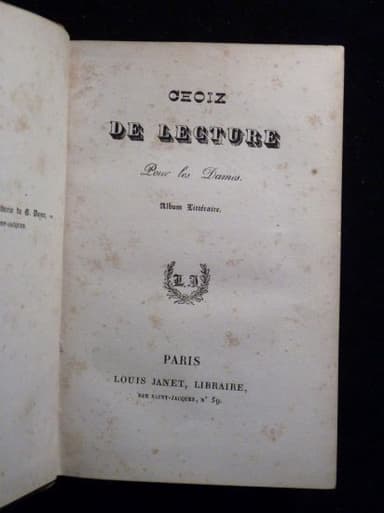 CHOIX
DE LECTURE
Pour les Dames.
Album Littéraire.
L J
PARIS
LOUIS JANET, LIBRAIRE,
RUE SAINT-JACQUES, N° 59.